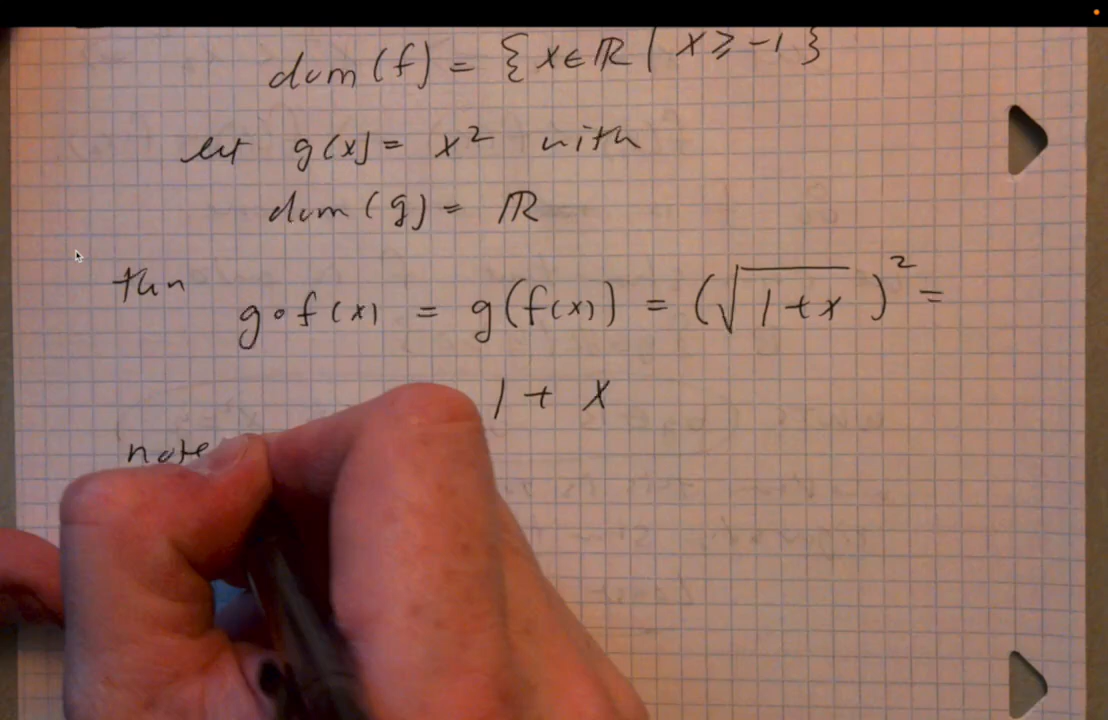 dom (f) = { x ∈ ℝ | x ≥ -1 }
let g(x) = x² with
dom (g) = ℝ
then
g∘f(x) = g(f(x)) = (√(1+x))² =
1 + x
note